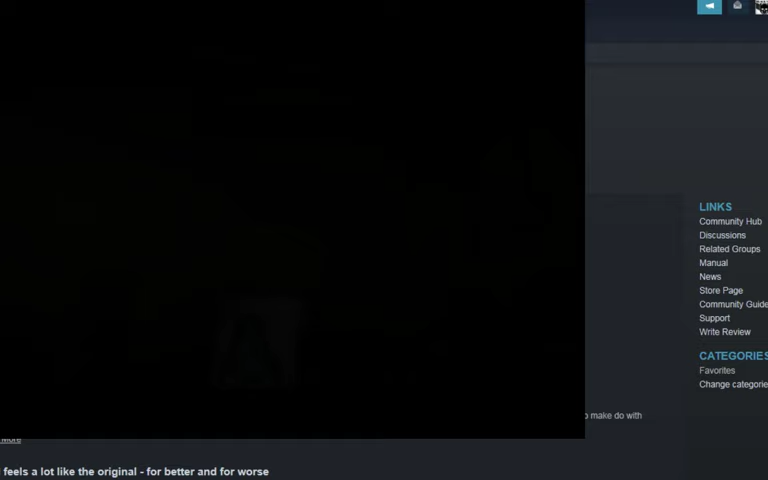 LINKS
Community Hub
Discussions
Related Groups
Manual
News
Store Page
Community Guide
Support
Write Review
CATEGORIES
Favorites
Change categorie
make do with
More
feels a lot like the original - for better and for worse